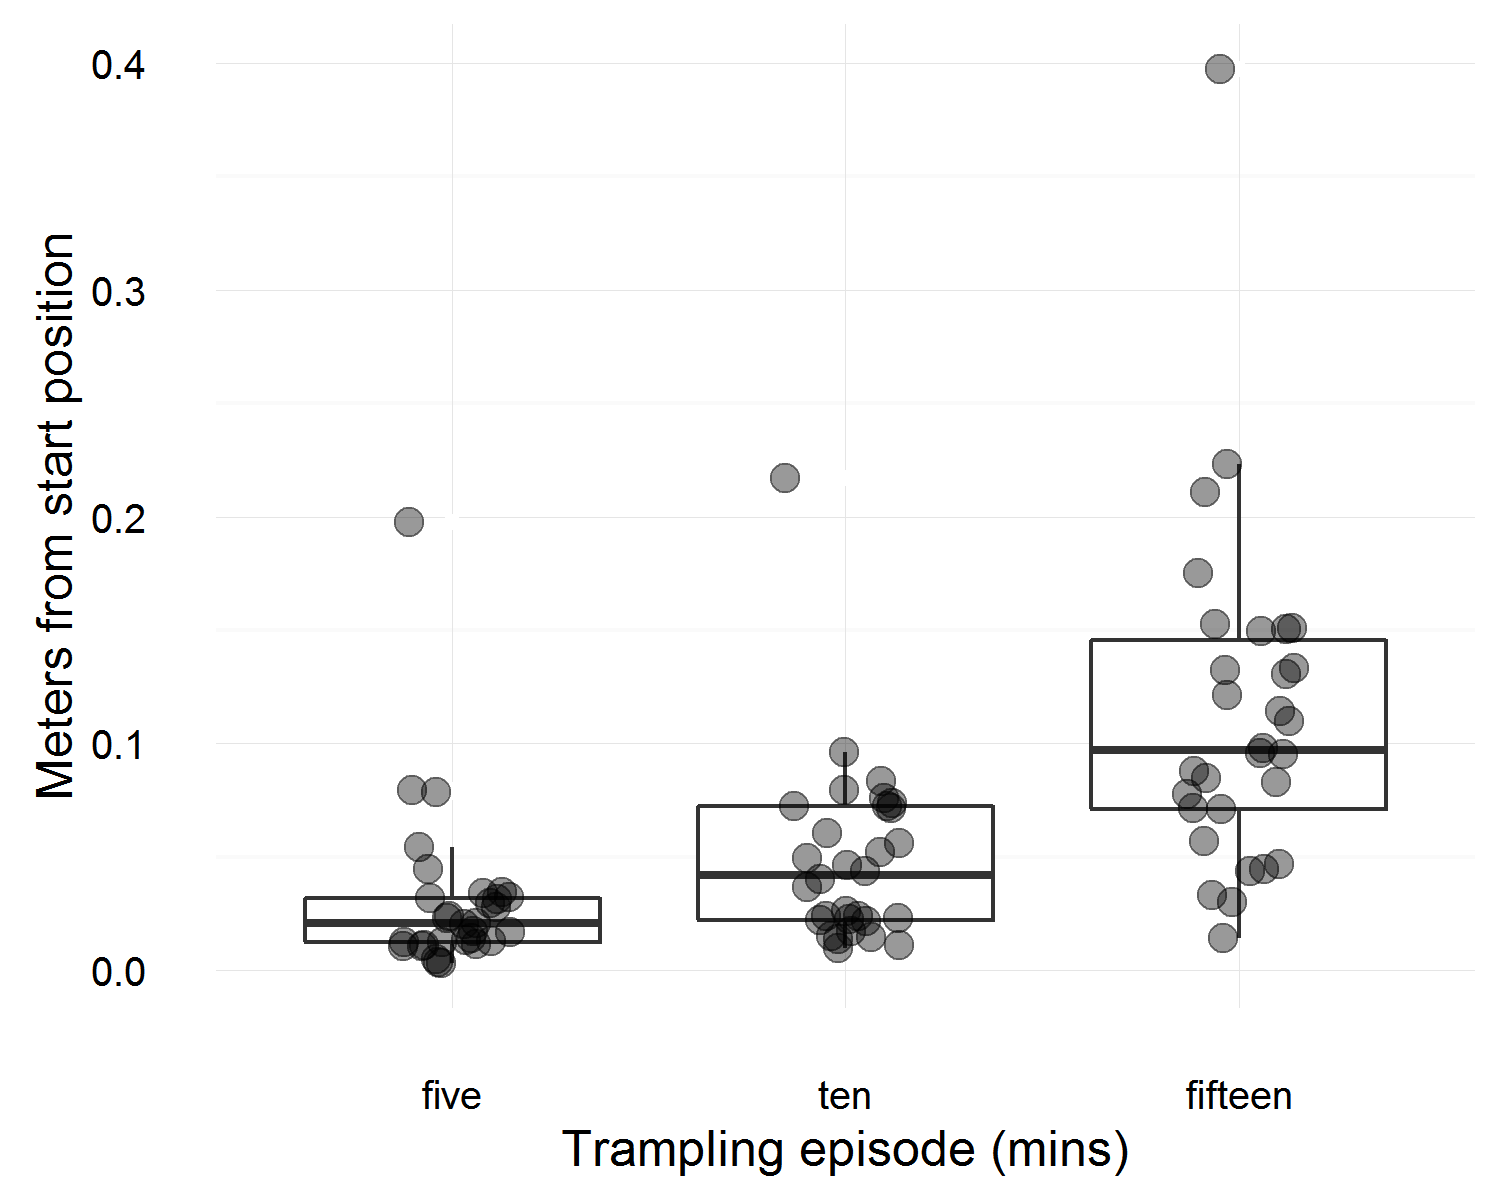 Meters from start position
0.4
0.3
0.2
0.1
0.0
five ten fifteen
Trampling episode (mins)